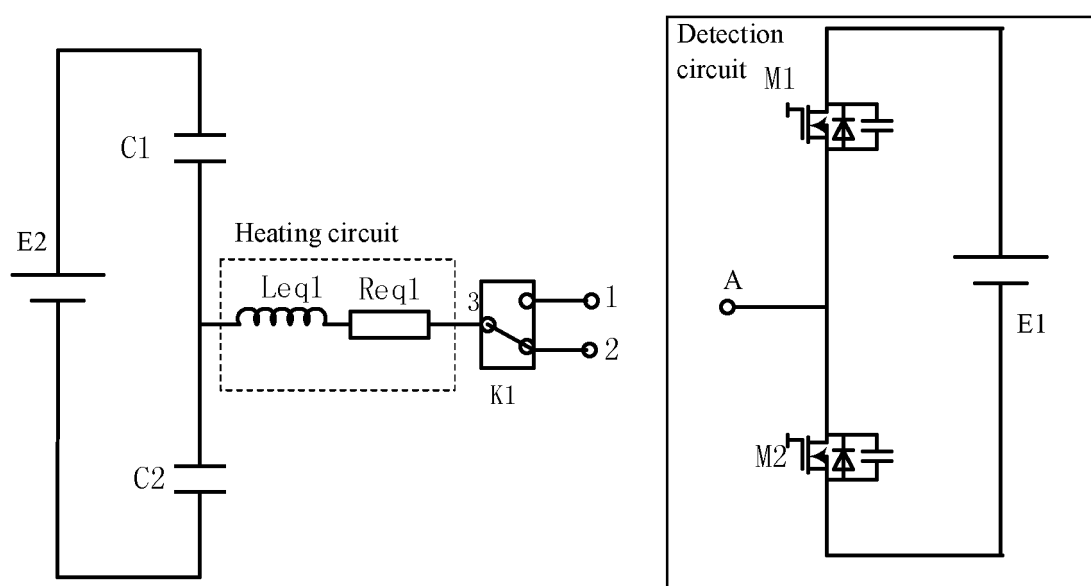 C1
E2
Heating circuit
Leq1
Req1
3
1
2
K1
C2
Detection
circuit
M1
A
E1
M2